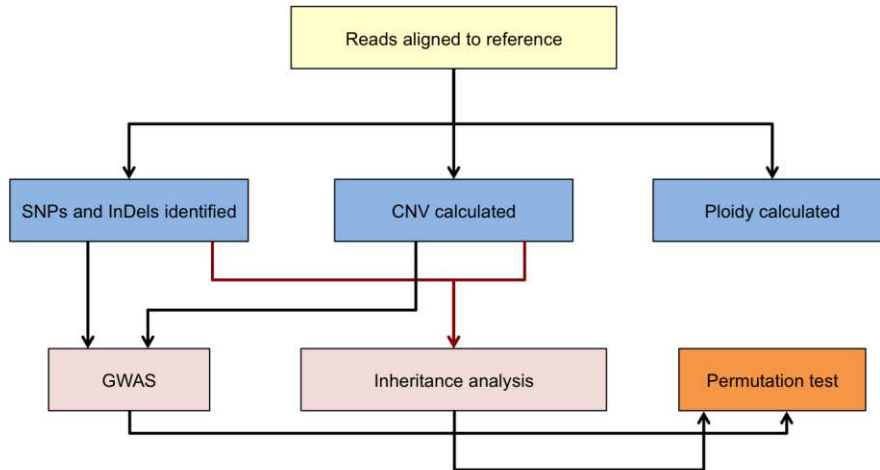 Reads aligned to reference
SNPs and InDels identified
CNV calculated
Ploidy calculated
GWAS
Inheritance analysis
Permutation test